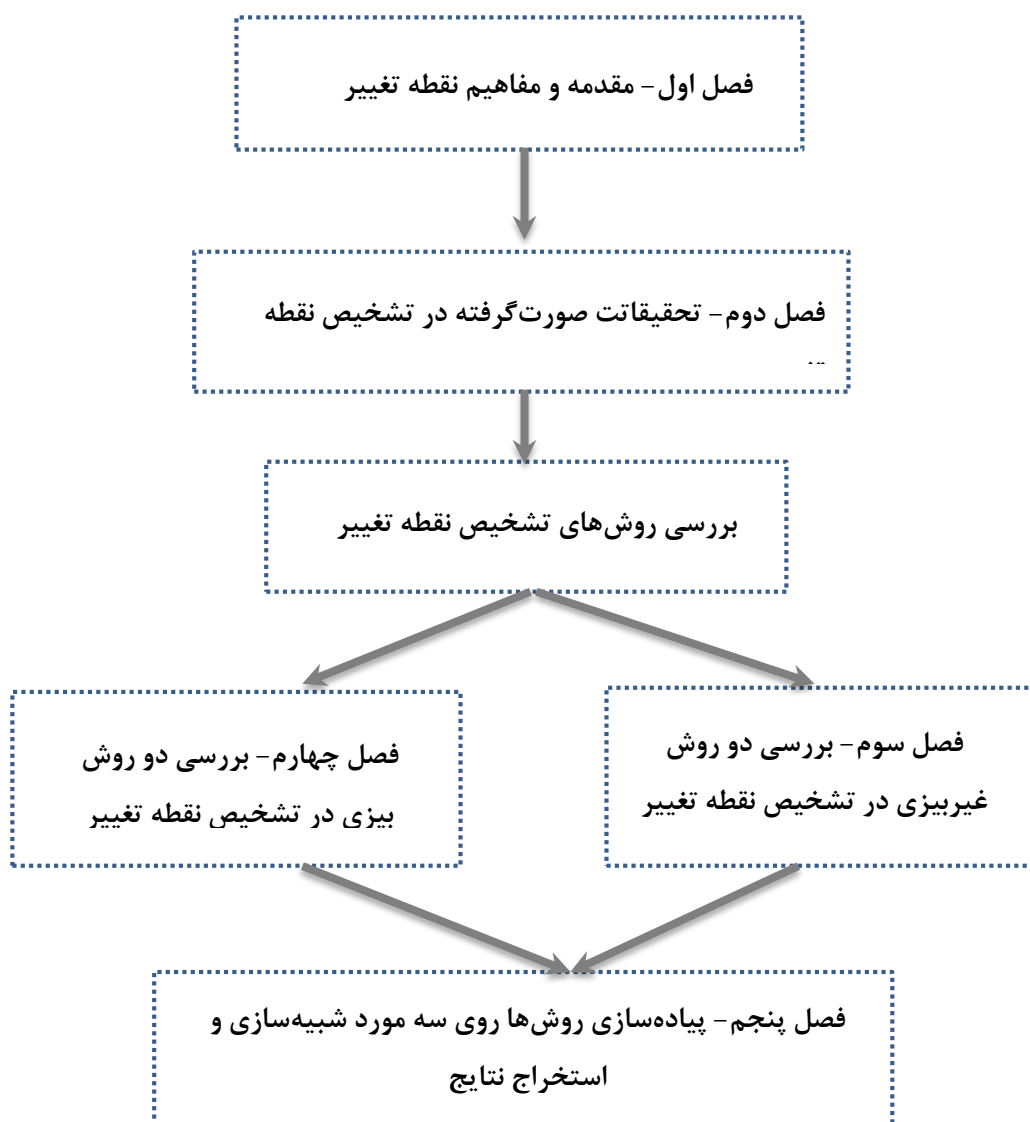 فصل اول- مقدمه و مفاهیم نقطه تغییر
فصل دوم- تحقیقاتت صورت‌گرفته در تشخیص نقطه
بررسی روش‌های تشخیص نقطه تغییر
فصل سوم- بررسی دو روش
غیربیزی در تشخیص نقطه تغییر
فصل چهارم- بررسی دو روش
بیزی در تشخیص نقطه تغییر
فصل پنجم- پیاده‌سازی روش‌ها روی سه مورد شبیه‌سازی و
استخراج نتایج